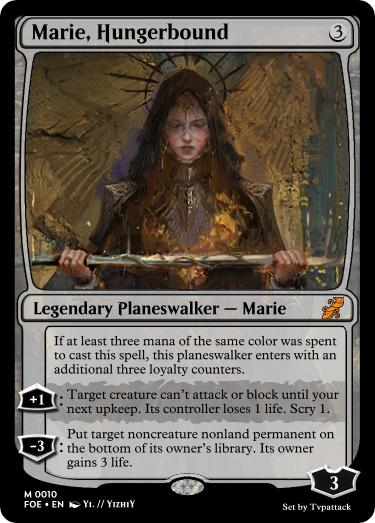 Marie, Hungerbound 3
Legendary Planeswalker — Marie
If at least three mana of the same color was spent
to cast this spell, this planeswalker enters with an
additional three loyalty counters.
+1: Target creature can't attack or block until your
next upkeep. Its controller loses 1 life. Scry 1.
-3: Put target noncreature nonland permanent on
the bottom of its owner's library. Its owner
gains 3 life.
3
M 0010
FOE • EN Yi. // YizhiY
Set by Tvpattack